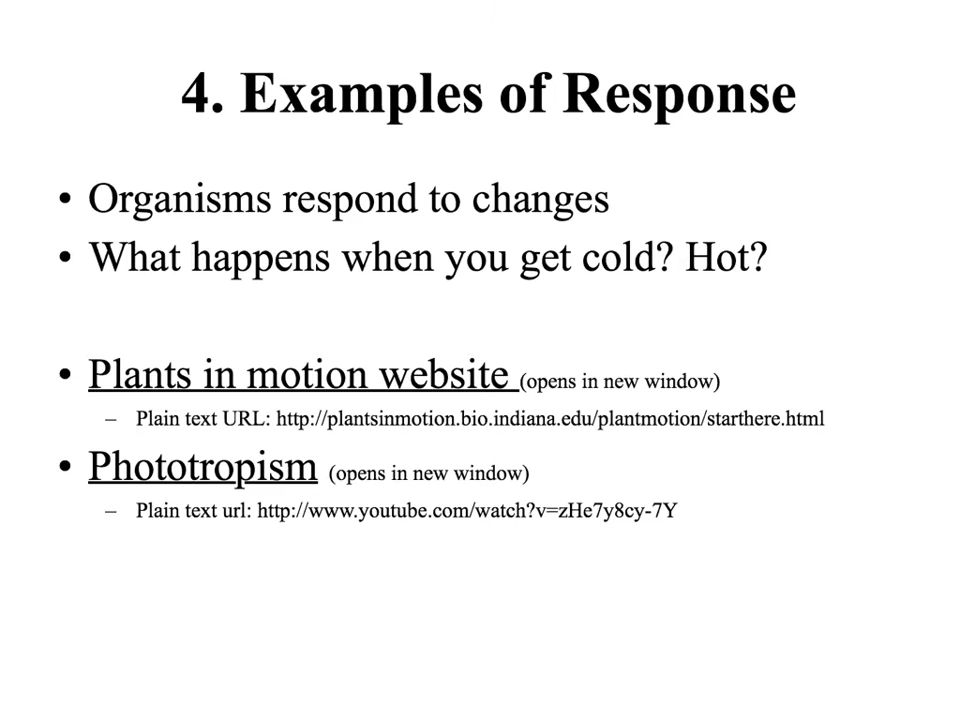 4. Examples of Response
• Organisms respond to changes
• What happens when you get cold? Hot?
• Plants in motion website (opens in new window)
– Plain text URL: http://plantsinmotion.bio.indiana.edu/plantmotion/starthere.html
• Phototropism (opens in new window)
– Plain text url: http://www.youtube.com/watch?v=zHe7y8cy-7Y